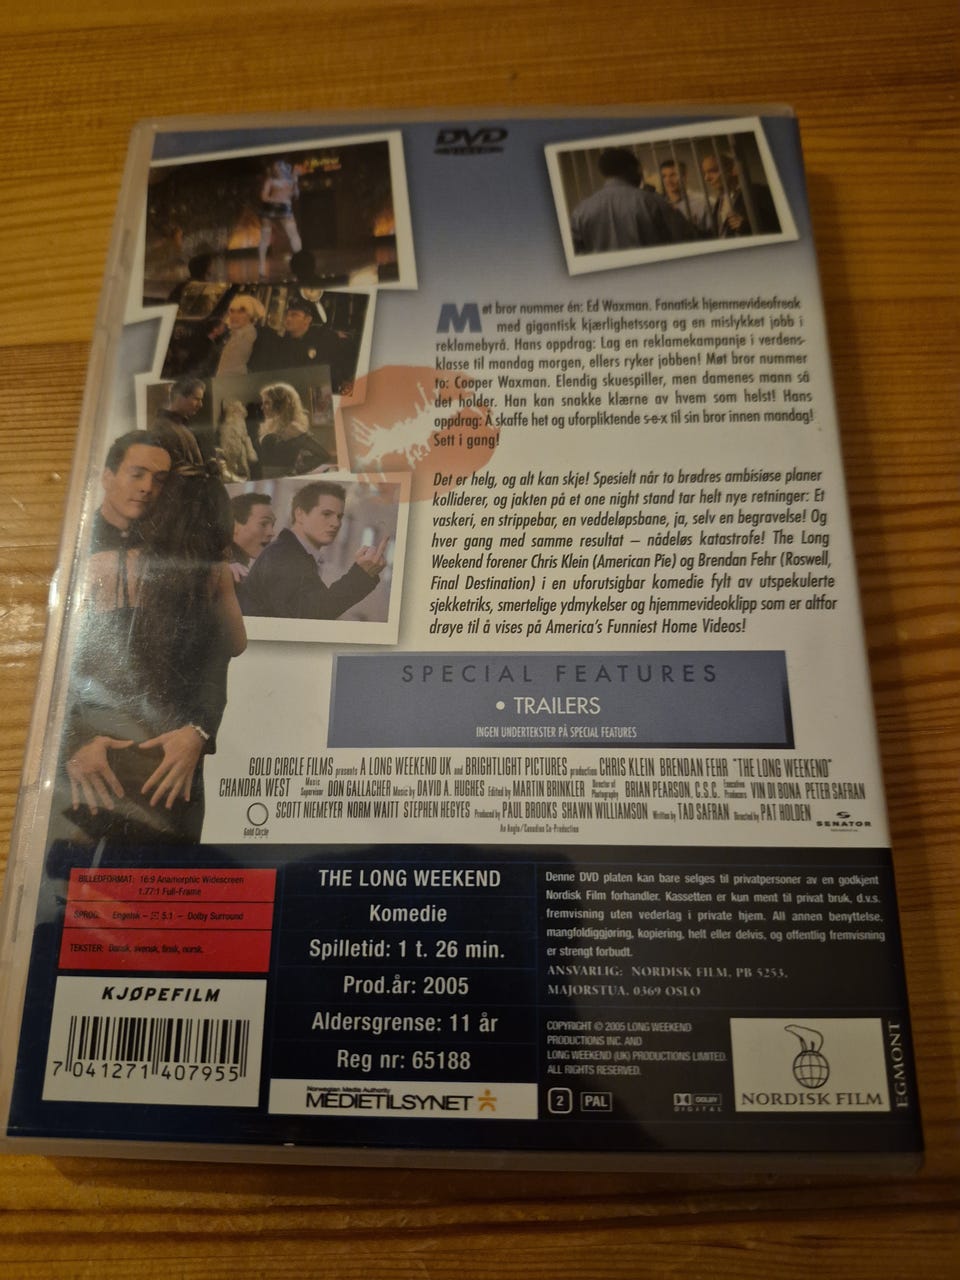 DVD
VIDEO
Møt bror nummer én: Ed Waxman. Fanatisk hjemmevideofreak
med gigantisk kjærlighetssorg og en mislykket jobb i
reklamebyrå. Hans oppdrag: Lag en reklamekampanje i verdens-
klasse til mandag morgen, ellers ryker jobben! Møt bror nummer
to: Cooper Waxman. Elendig skuespiller, men damenes mann så
det holder. Han kan snakke klærne av hvem som helst! Hans
oppdrag: Å skaffe het og uforpliktende s-e-x til sin bror innen mandag!
Sett i gang!
Det er helg, og alt kan skje! Spesielt når to brødres ambisiøse planer
kolliderer, og jakten på et one night stand tar helt nye retninger: Et
vaskeri, en strippebar, en veddeløpsbane, ja, selv en begravelse! Og
hver gang med samme resultat – nådeløs katastrofe! The Long
Weekend forener Chris Klein (American Pie) og Brendan Fehr (Roswell,
Final Destination) i en uforutsigbar komedie fylt av utspekulerte
sjekketriks, smertelige ydmykelser og hjemmevideoklipp som er altfor
drøye til å vises på America's Funniest Home Videos!
SPECIAL FEATURES
• TRAILERS
INGEN UNDERTEKSTER PÅ SPECIAL FEATURES
GOLD CIRCLE FILMS presents A LONG WEEKEND UK and BRIGHTLIGHT PICTURES production CHRIS KLEIN BRENDAN FEHR "THE LONG WEEKEND"
CHANDRA WEST Music Supervisor DON GALLACHER Music by DAVID A. HUGHES Edited by MARTIN BRINKLER Director of Photography BRIAN PEARSON, C.S.C. Executive Producers VIN DI BONA PETER SAFRAN
SCOTT NIEMEYER NORM WAITT STEPHEN HEGYES Produced by PAUL BROOKS SHAWN WILLIAMSON Written by TAD SAFRAN Directed by PAT HOLDEN
An Anglo/Canadian Co-Production
Gold Circle
SENATOR
BILLEDFORMAT: 16:9 Anamorphic Widescreen
1.77:1 Full-Frame
SPROG: Engelsk – 5.1 – Dolby Surround
TEKSTER: Dansk, svensk, finsk, norsk.
KJØPEFILM
7 041271 407955
THE LONG WEEKEND
Komedie
Spilletid: 1 t. 26 min.
Prod.år: 2005
Aldersgrense: 11 år
Reg nr: 65188
Norwegian Media Authority
MEDIETILSYNET
Denne DVD platen kan bare selges til privatpersoner av en godkjent
Nordisk Film forhandler. Kassetten er kun ment til privat bruk, d.v.s.
fremvisning uten vederlag i private hjem. All annen benyttelse,
mangfoldiggjøring, kopiering, helt eller delvis, og offentlig fremvisning
er strengt forbudt.
ANSVARLIG: NORDISK FILM, PB 5253,
MAJORSTUA, 0369 OSLO
COPYRIGHT © 2005 LONG WEEKEND
PRODUCTIONS INC. AND
LONG WEEKEND (UK) PRODUCTIONS LIMITED.
ALL RIGHTS RESERVED.
2 PAL
DOLBY
DIGITAL
NORDISK FILM
EGMONT